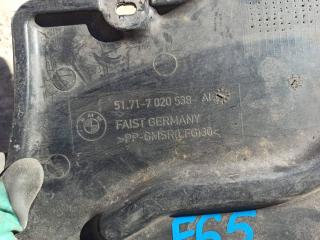 51.71-7 020 538
FAIST GERMANY
>PP-GMSR(LFG)30<
E65